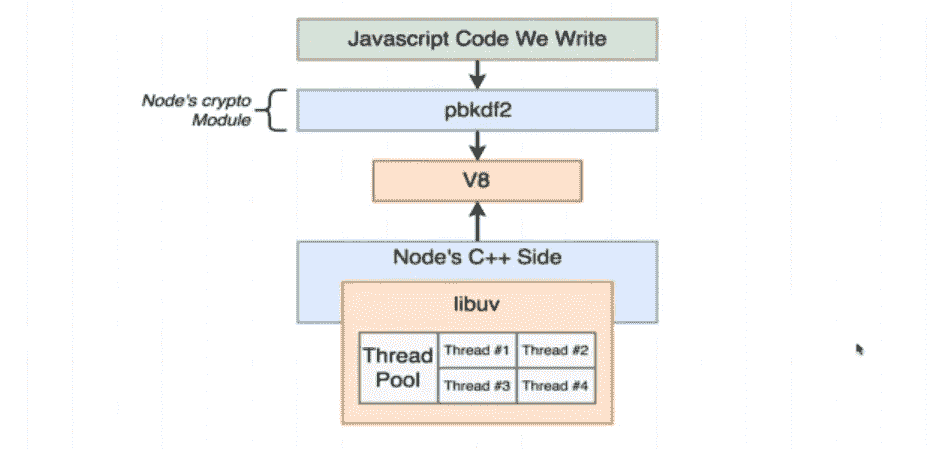 Javascript Code We Write
Node's crypto
Module
pbkdf2
V8
Node's C++ Side
libuv
Thread
Pool
Thread #1
Thread #2
Thread #3
Thread #4